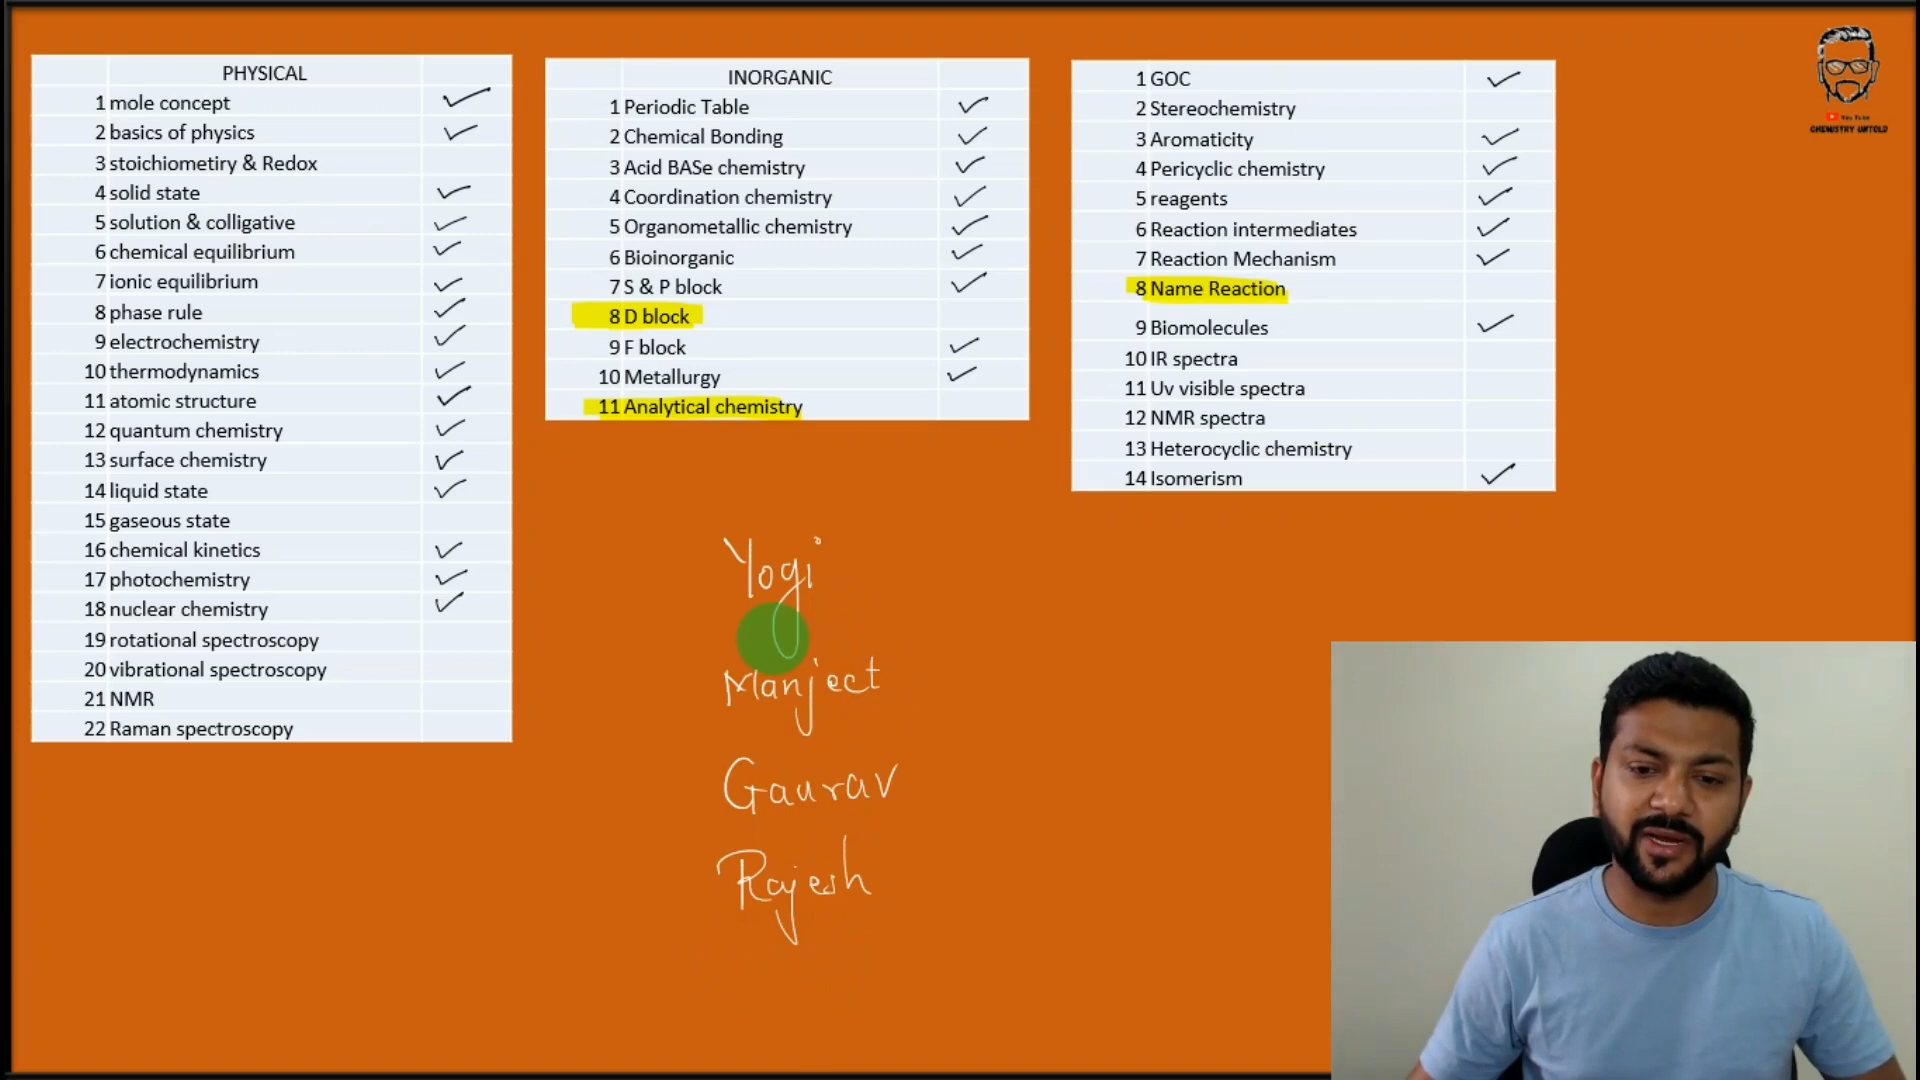 PHYSICAL
1 mole concept
2 basics of physics
3 stoichiometiry & Redox
4 solid state
5 solution & colligative
6 chemical equilibrium
7 ionic equilibrium
8 phase rule
9 electrochemistry
10 thermodynamics
11 atomic structure
12 quantum chemistry
13 surface chemistry
14 liquid state
15 gaseous state
16 chemical kinetics
17 photochemistry
18 nuclear chemistry
19 rotational spectroscopy
20 vibrational spectroscopy
21 NMR
22 Raman spectroscopy
INORGANIC
1 Periodic Table
2 Chemical Bonding
3 Acid BASe chemistry
4 Coordination chemistry
5 Organometallic chemistry
6 Bioinorganic
7 S & P block
8 D block
9 F block
10 Metallurgy
11 Analytical chemistry
1 GOC
2 Stereochemistry
3 Aromaticity
4 Pericyclic chemistry
5 reagents
6 Reaction intermediates
7 Reaction Mechanism
8 Name Reaction
9 Biomolecules
10 IR spectra
11 Uv visible spectra
12 NMR spectra
13 Heterocyclic chemistry
14 Isomerism
YouTube
CHEMISTRY UNTOLD
Yogi
Manjeet
Gaurav
Rajesh